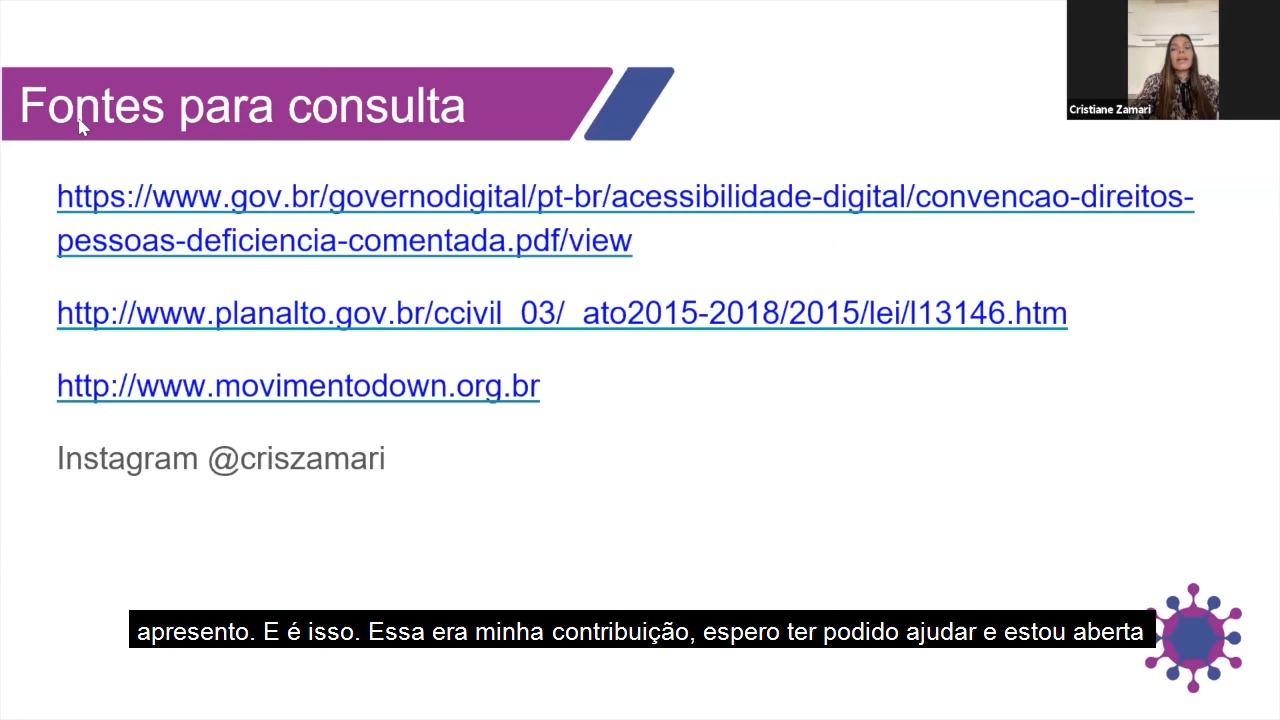 Fontes para consulta
Cristiane Zamari
https://www.gov.br/governodigital/pt-br/acessibilidade-digital/convencao-direitos-
pessoas-deficiencia-comentada.pdf/view
http://www.planalto.gov.br/ccivil_03/_ato2015-2018/2015/lei/l13146.htm
http://www.movimentodown.org.br
Instagram @criszamari
apresento. E é isso. Essa era minha contribuição, espero ter podido ajudar e estou aberta